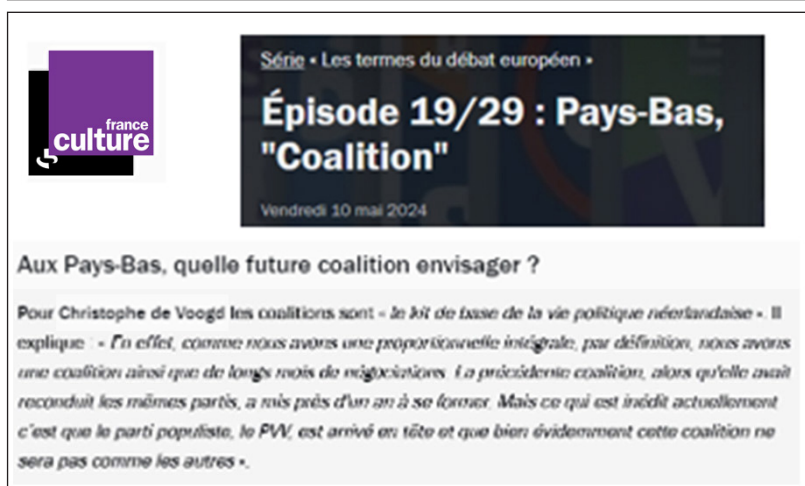 france
culture
Série • Les termes du débat européen •
Épisode 19/29 : Pays-Bas,
"Coalition"
Vendredi 10 mai 2024
Aux Pays-Bas, quelle future coalition envisager ?
Pour Christophe de Voogd les coalitions sont « le kit de base de la vie politique néerlandaise ». Il
explique : « En effet, comme nous avons une proportionnelle intégrale, par définition, nous avons
une coalition ainsi que de longs mois de négociations. La précédente coalition, alors qu'elle avait
reconduit les mêmes partis, a mis près d'un an à se former. Mais ce qui est inédit actuellement
c'est que le parti populiste, le PVV, est arrivé en tête et que bien évidemment cette coalition ne
sera pas comme les autres ».